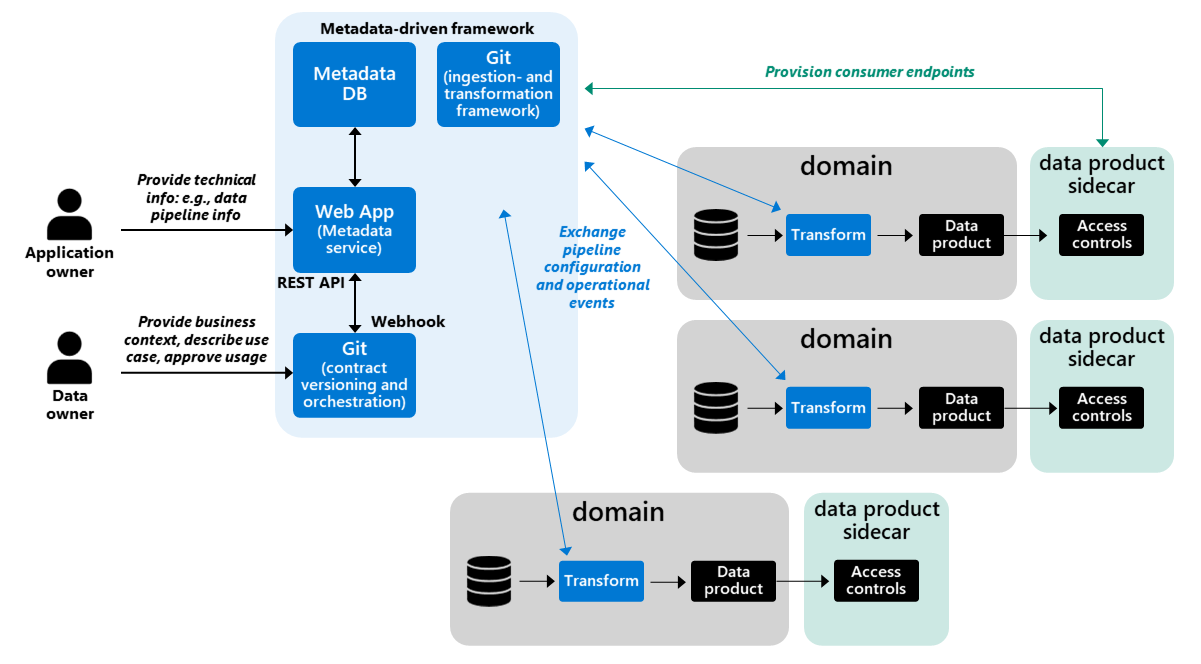 Metadata-driven framework
Metadata
DB
Git
(ingestion- and
transformation
framework)
Provision consumer endpoints
Provide technical
info: e.g., data
pipeline info
Application
owner
Web App
(Metadata
service)
REST API
Webhook
Provide business
context, describe use
case, approve usage
Data
owner
Git
(contract
versioning and
orchestration)
Exchange
pipeline
configuration
and operational
events
domain
Transform
Data
product
data product
sidecar
Access
controls
domain
Transform
Data
product
data product
sidecar
Access
controls
domain
Transform
Data
product
data product
sidecar
Access
controls